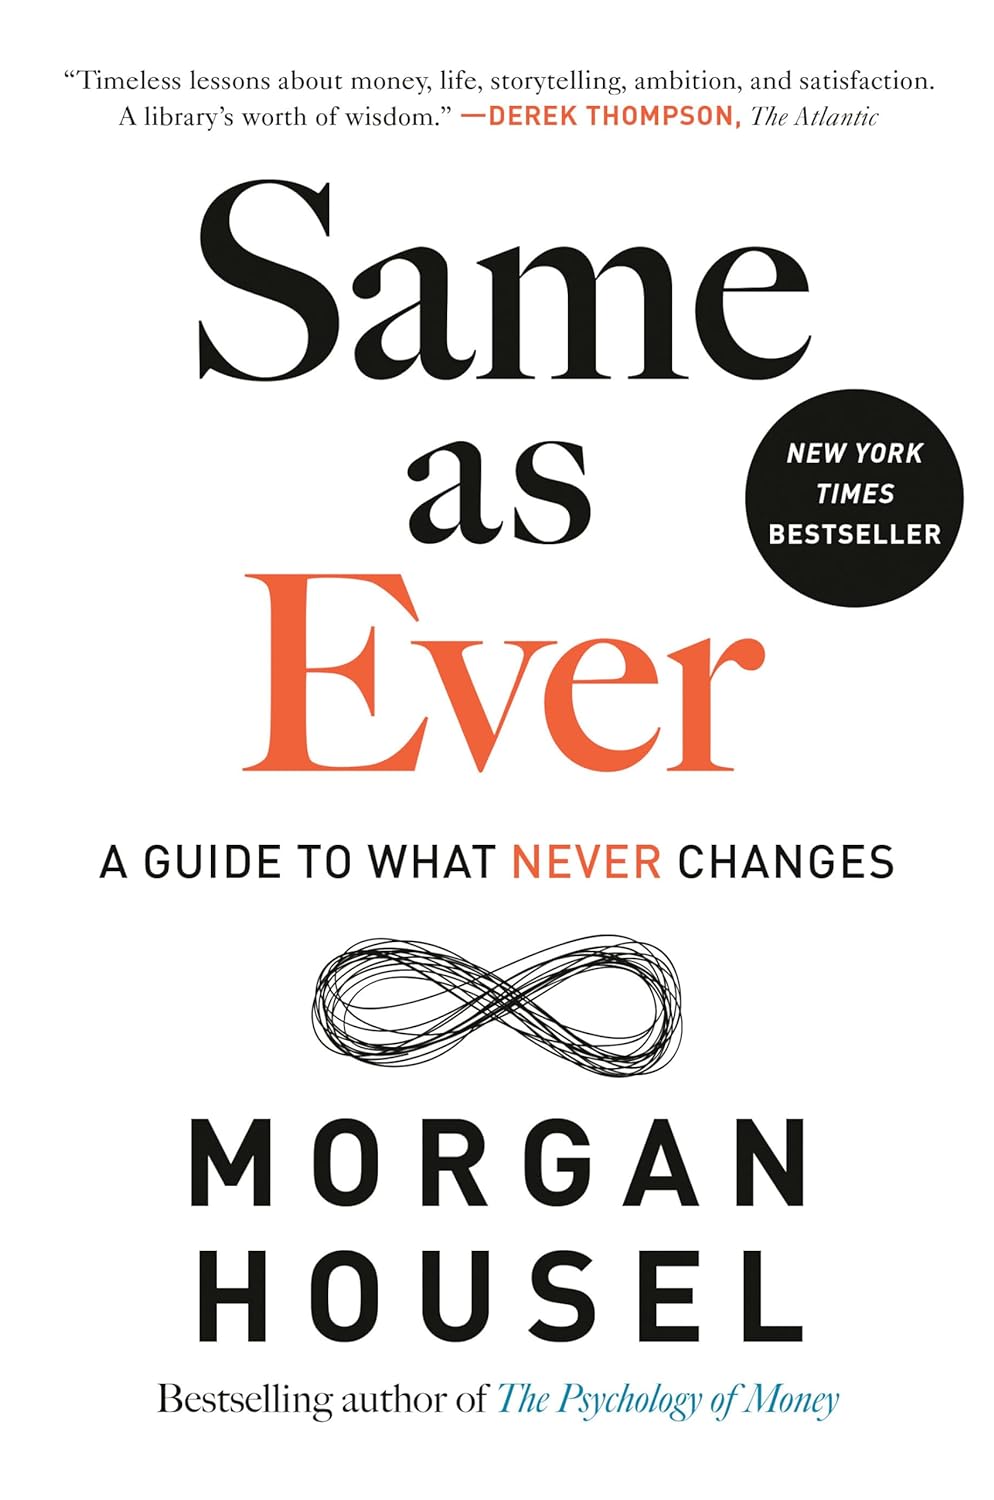 “Timeless lessons about money, life, storytelling, ambition, and satisfaction.
A library’s worth of wisdom.” —DEREK THOMPSON, The Atlantic
Same
as
Ever
NEW YORK
TIMES
BESTSELLER
A GUIDE TO WHAT NEVER CHANGES
MORGAN
HOUSEL
Bestselling author of The Psychology of Money